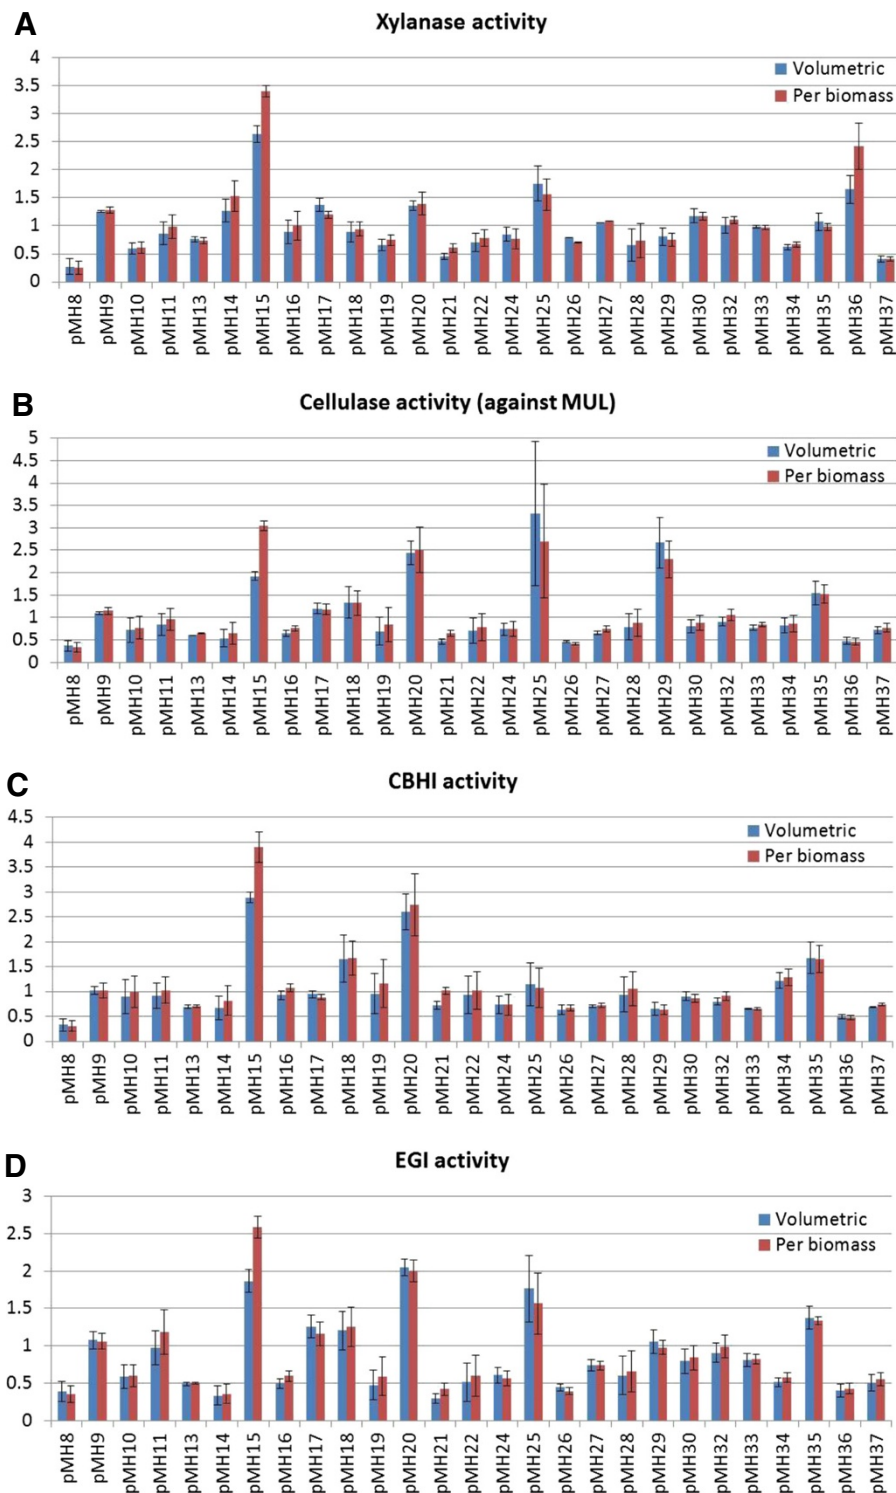 A
Xylanase activity
4
3.5
3
2.5
2
1.5
1
0.5
0
Volumetric
Per biomass
pMH8
pMH9
pMH10
pMH11
pMH13
pMH14
pMH15
pMH16
pMH17
pMH18
pMH19
pMH20
pMH21
pMH22
pMH24
pMH25
pMH26
pMH27
pMH28
pMH29
pMH30
pMH32
pMH33
pMH34
pMH35
pMH36
pMH37
B
Cellulase activity (against MUL)
5
4.5
4
3.5
3
2.5
2
1.5
1
0.5
0
Volumetric
Per biomass
pMH8
pMH9
pMH10
pMH11
pMH13
pMH14
pMH15
pMH16
pMH17
pMH18
pMH19
pMH20
pMH21
pMH22
pMH24
pMH25
pMH26
pMH27
pMH28
pMH29
pMH30
pMH32
pMH33
pMH34
pMH35
pMH36
pMH37
C
CBHI activity
4.5
4
3.5
3
2.5
2
1.5
1
0.5
0
Volumetric
Per biomass
pMH8
pMH9
pMH10
pMH11
pMH13
pMH14
pMH15
pMH16
pMH17
pMH18
pMH19
pMH20
pMH21
pMH22
pMH24
pMH25
pMH26
pMH27
pMH28
pMH29
pMH30
pMH32
pMH33
pMH34
pMH35
pMH36
pMH37
D
EGI activity
3
2.5
2
1.5
1
0.5
0
Volumetric
Per biomass
pMH8
pMH9
pMH10
pMH11
pMH13
pMH14
pMH15
pMH16
pMH17
pMH18
pMH19
pMH20
pMH21
pMH22
pMH24
pMH25
pMH26
pMH27
pMH28
pMH29
pMH30
pMH32
pMH33
pMH34
pMH35
pMH36
pMH37